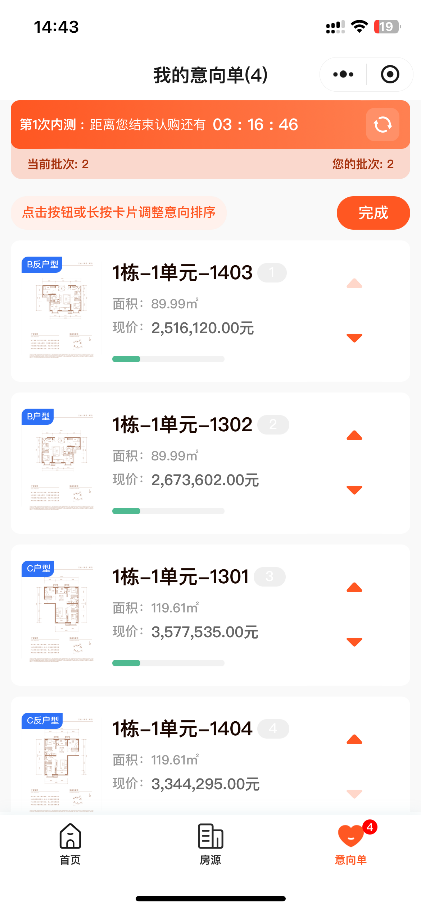 14:43
19
我的意向单(4)
第1次内测：距离您结束认购还有 03：16：46
当前批次: 2
您的批次: 2
点击按钮或长按卡片调整意向排序
完成
B反户型
1栋-1单元-1403 1
面积：89.99㎡
现价：2,516,120.00元
B户型
1栋-1单元-1302 2
面积：89.99㎡
现价：2,673,602.00元
C户型
1栋-1单元-1301 3
面积：119.61㎡
现价：3,577,535.00元
C反户型
1栋-1单元-1404 4
面积：119.61㎡
现价：3,344,295.00元
4
首页
房源
意向单